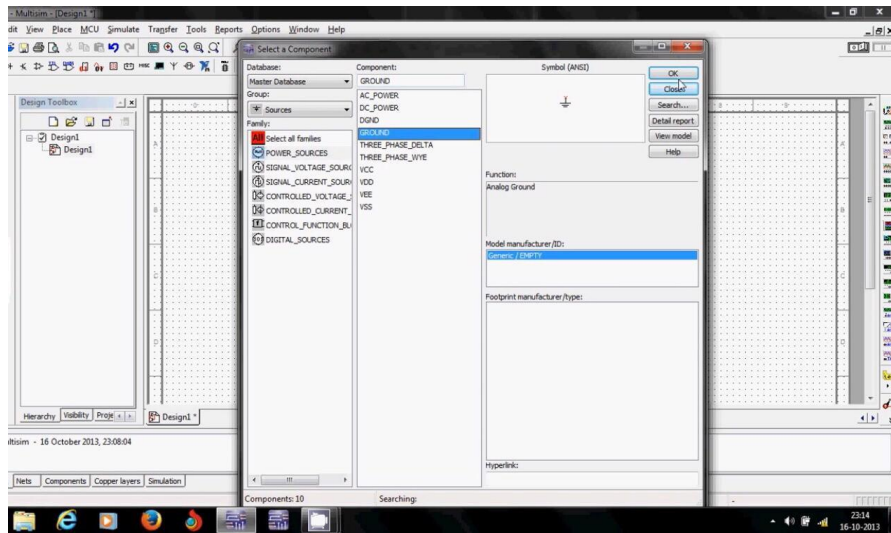 - Multisim - [Design1 *]
dit View Place MCU Simulate Transfer Tools Reports Options Window Help
Select a Component
Database:
Master Database
Group:
Sources
Family:
All Select all families
POWER_SOURCES
SIGNAL_VOLTAGE_SOURC
SIGNAL_CURRENT_SOUR
CONTROLLED_VOLTAGE_
CONTROLLED_CURRENT_
CONTROL_FUNCTION_BL
DIGITAL_SOURCES
Component:
GROUND
AC_POWER
DC_POWER
DGND
GROUND
THREE_PHASE_DELTA
THREE_PHASE_WYE
VCC
VDD
VEE
VSS
Symbol (ANSI)
OK
Close
Search...
Detail report
View model
Help
Function:
Analog Ground
Model manufacturer/ID:
Generic / EMPTY
Footprint manufacturer/type:
Hyperlink:
Components: 10
Searching:
Design Toolbox
Design1
Design1
Hierarchy Visibility Proje
Design1 *
ltisim - 16 October 2013, 23:08:04
Nets Components Copper layers Simulation
23:14
16-10-2013